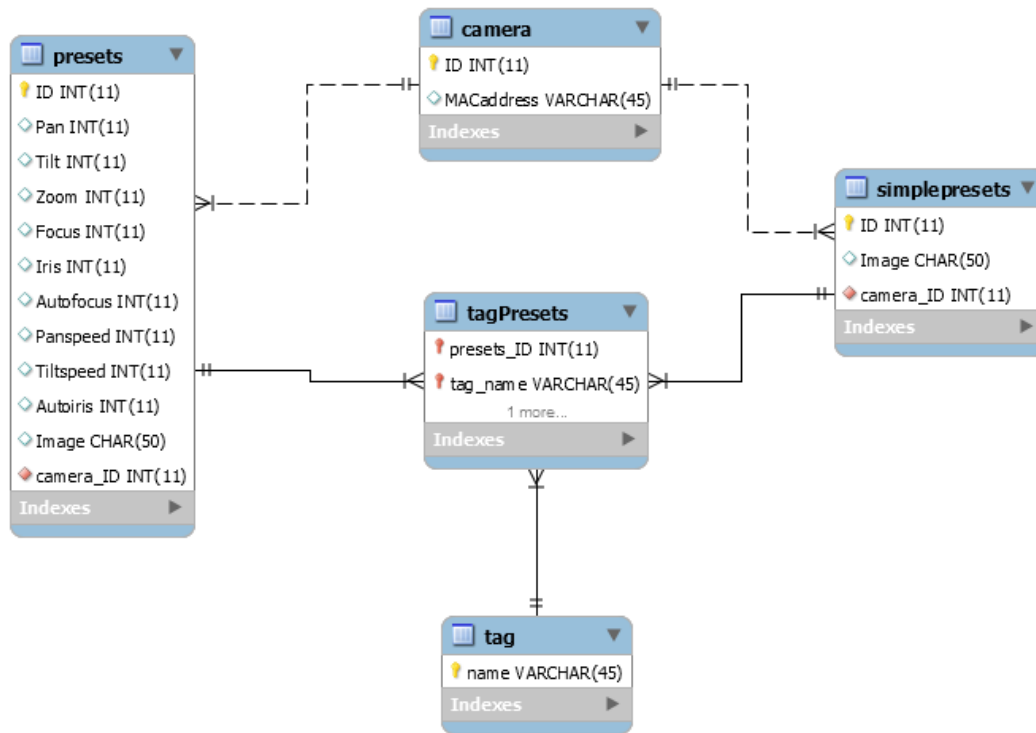 presets
ID INT(11)
Pan INT(11)
Tilt INT(11)
Zoom INT(11)
Focus INT(11)
Iris INT(11)
Autofocus INT(11)
Panspeed INT(11)
Tiltspeed INT(11)
Autoiris INT(11)
Image CHAR(50)
camera_ID INT(11)
Indexes
camera
ID INT(11)
MACaddress VARCHAR(45)
Indexes
simplepresets
ID INT(11)
Image CHAR(50)
camera_ID INT(11)
Indexes
tagPresets
presets_ID INT(11)
tag_name VARCHAR(45)
1 more...
Indexes
tag
name VARCHAR(45)
Indexes